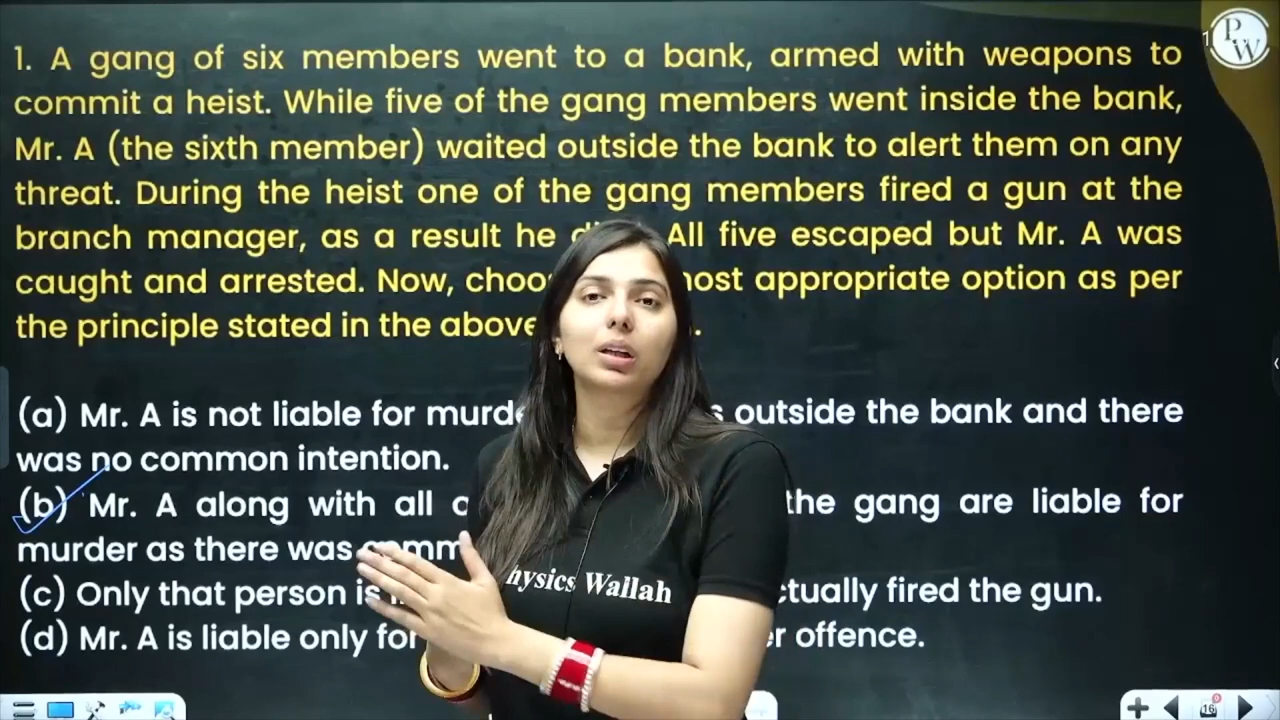 1. A gang of six members went to a bank, armed with weapons to
commit a heist. While five of the gang members went inside the bank,
Mr. A (the sixth member) waited outside the bank to alert them on any
threat. During the heist one of the gang members fired a gun at the
branch manager, as a result he All five escaped but Mr. A was
caught and arrested. Now, most appropriate option as per
the principle stated in the above
(a) Mr. A is not liable for outside the bank and there
was no common intention.
(b) Mr. A along with all the gang are liable for
murder as there was
(c) Only that person is fired the gun.
(d) Mr. A is liable only for offence.
Wallah
PW
16